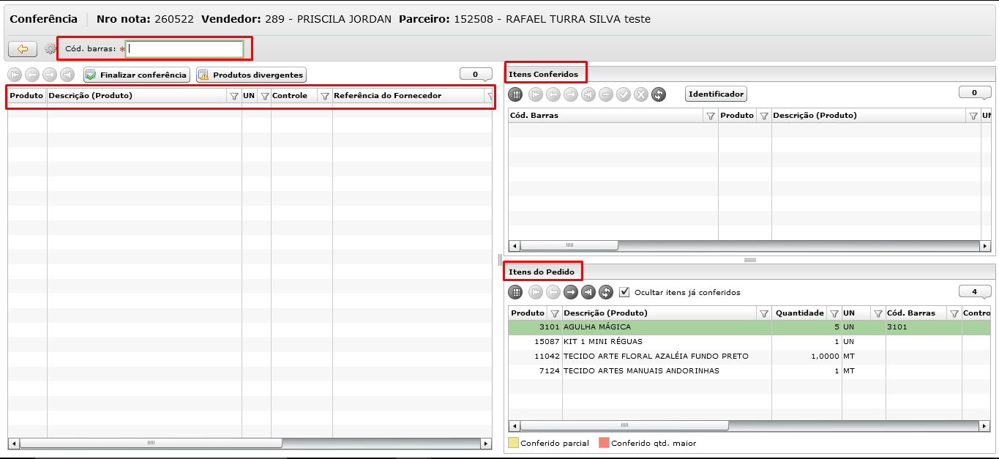 Conferência Nro nota: 260522 Vendedor: 289 - PRISCILA JORDAN Parceiro: 152508 - RAFAEL TURRA SILVA teste
Cód. barras: *
Finalizar conferência Produtos divergentes 0
Produto Descrição (Produto) UN Controle Referência do Fornecedor
Itens Conferidos
Identificador 0
Cód. Barras Produto Descrição (Produto) UN
Itens do Pedido
Ocultar itens já conferidos 4
Produto Descrição (Produto) Quantidade UN Cód. Barras Contro
3101 AGULHA MÁGICA 5 UN 3101
15087 KIT 1 MINI RÉGUAS 1 UN
11042 TECIDO ARTE FLORAL AZALÉIA FUNDO PRETO 1,0000 MT
7124 TECIDO ARTES MANUAIS ANDORINHAS 1 MT
Conferido parcial Conferido qtd. maior